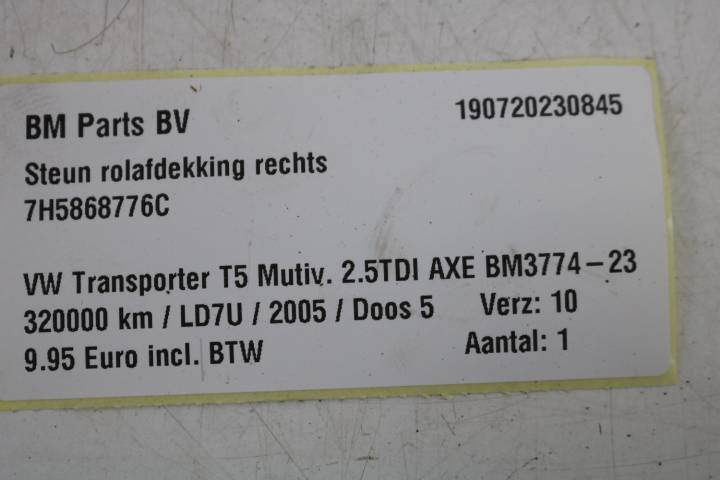 BM Parts BV 190720230845
Steun rolafdekking rechts
7H5868776C
VW Transporter T5 Mutiv. 2.5TDI AXE BM3774-23
320000 km / LD7U / 2005 / Doos 5 Verz: 10
9.95 Euro incl. BTW Aantal: 1